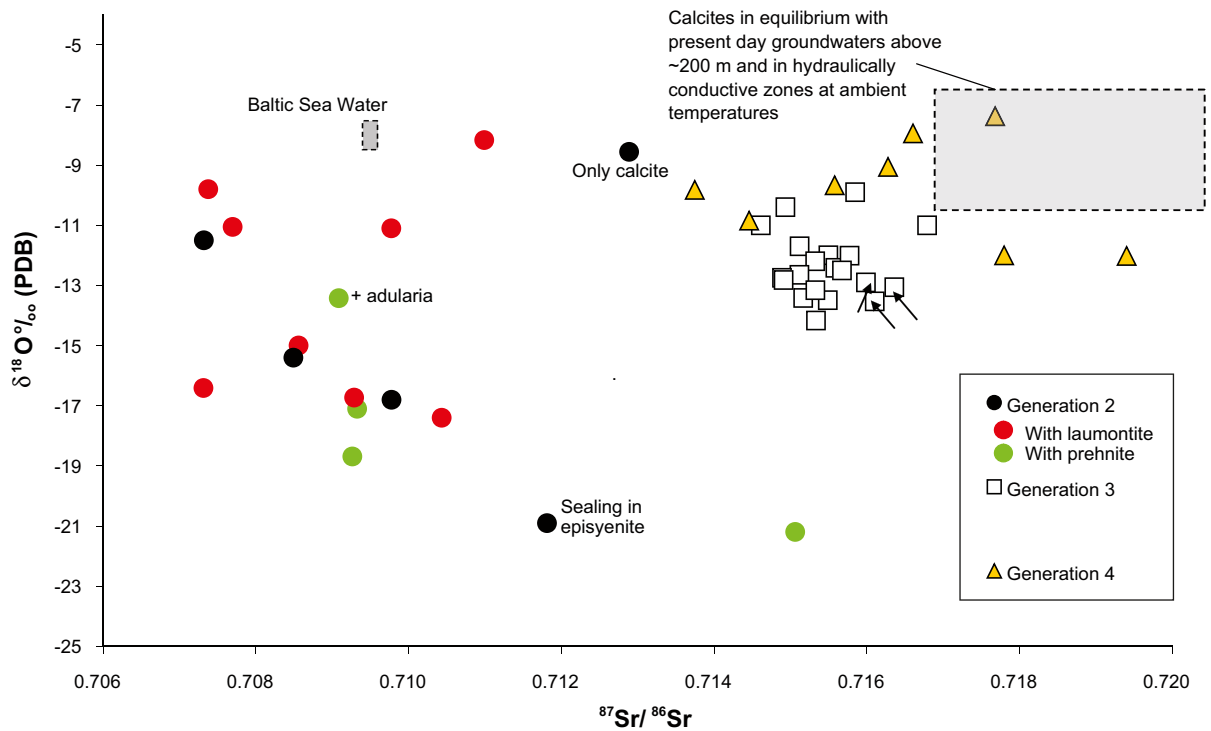 Calcites in equilibrium with
present day groundwaters above
~200 m and in hydraulically
conductive zones at ambient
temperatures
Baltic Sea Water
Only calcite
+ adularia
Sealing in
episyenite
-5
-7
-9
-11
-13
-15
-17
-19
-21
-23
-25
δ¹⁸O°/₀₀ (PDB)
Generation 2
With laumontite
With prehnite
Generation 3
Generation 4
0.706 0.708 0.710 0.712 0.714 0.716 0.718 0.720
⁸⁷Sr/ ⁸⁶Sr